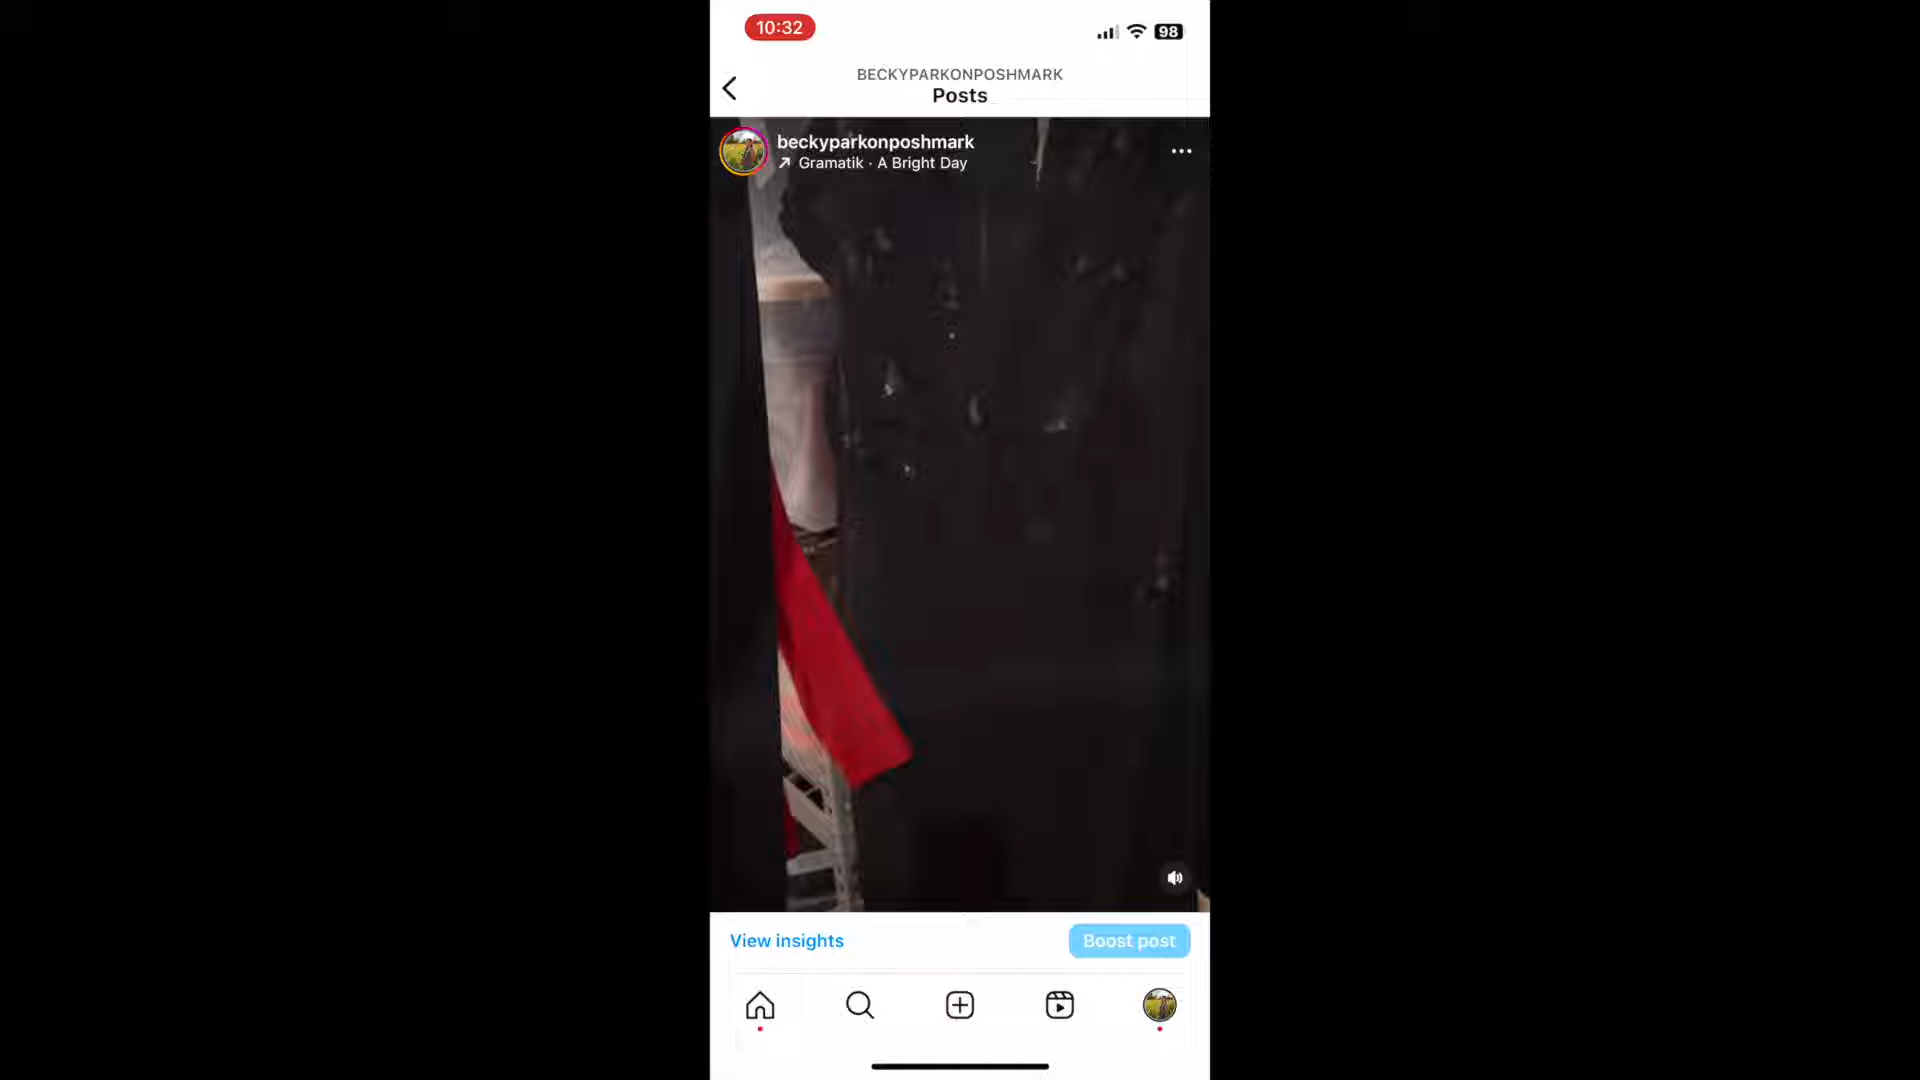 10:32
98
BECKYPARKONPOSHMARK
Posts
beckyparkonposhmark
Gramatik · A Bright Day
View insights
Boost post